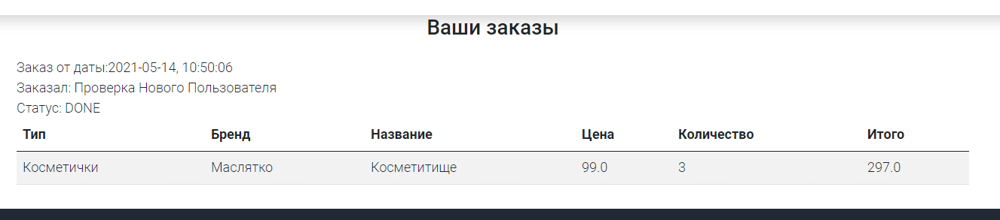 Ваши заказы
Заказ от даты:2021-05-14, 10:50:06
Заказал: Проверка Нового Пользователя
Статус: DONE
Тип Бренд Название Цена Количество Итого
Косметички Маслятко Косметитище 99.0 3 297.0